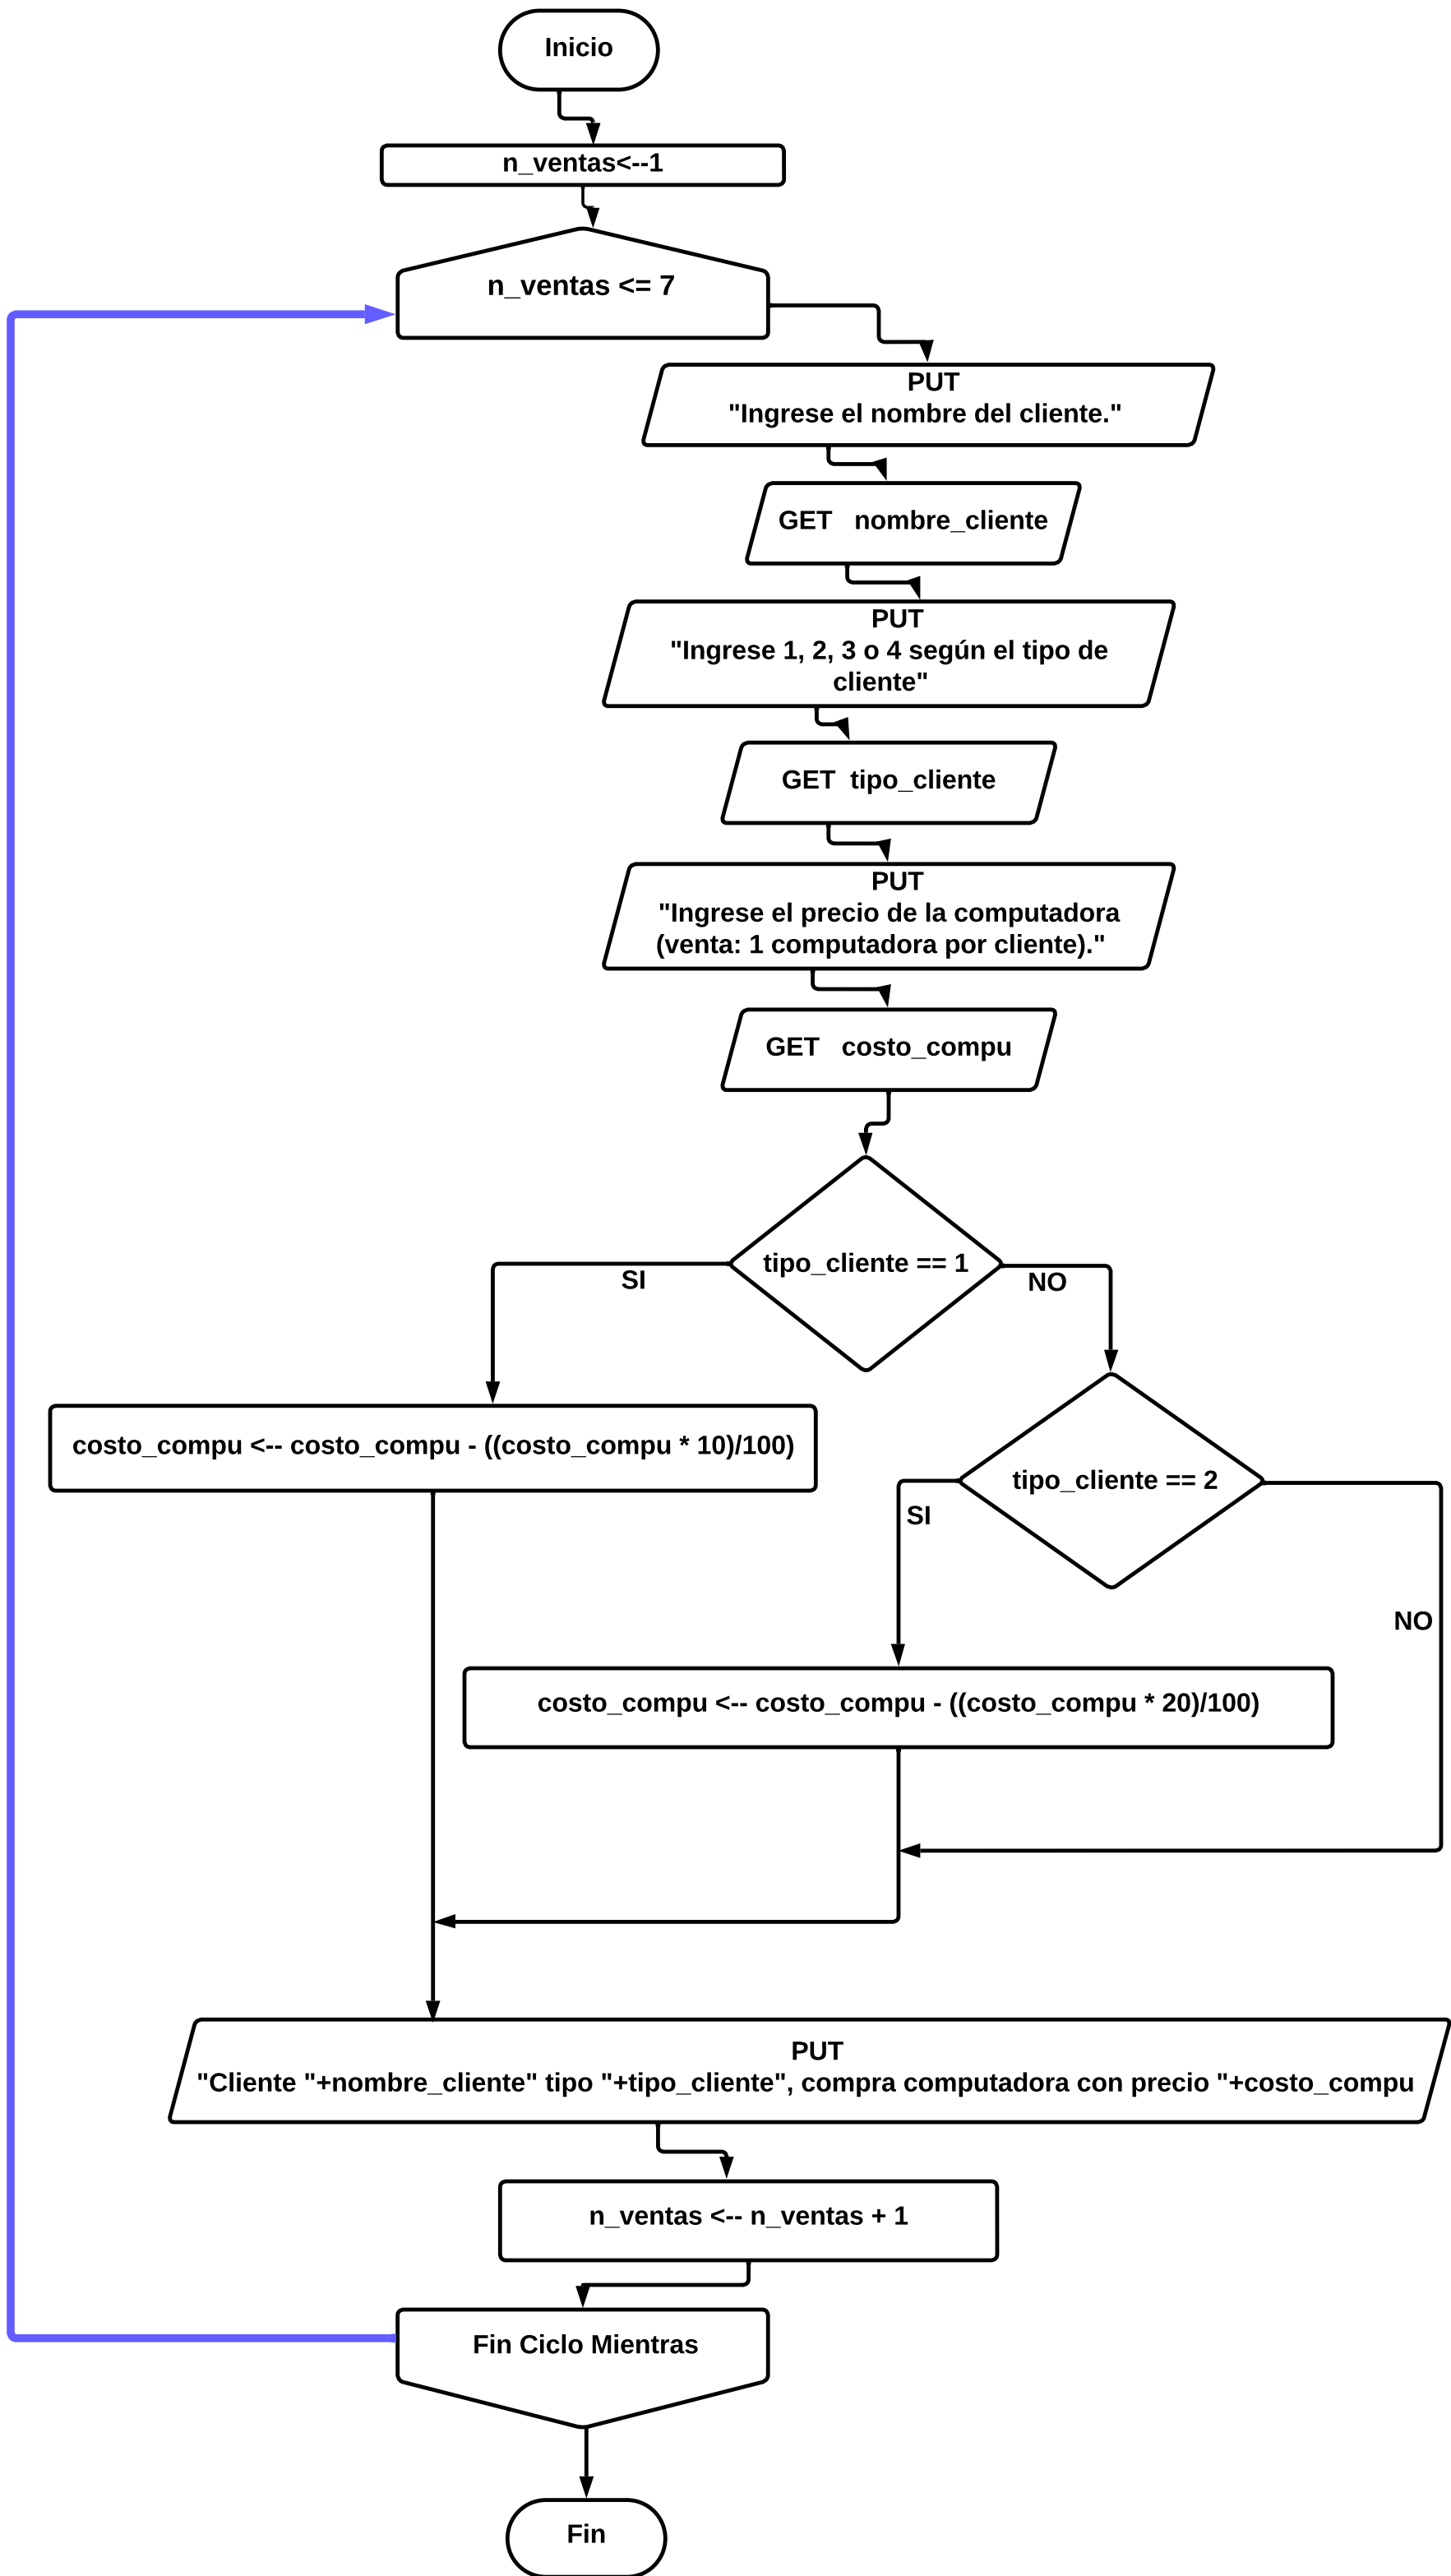 Inicio
n_ventas<--1
n_ventas <= 7
PUT
"Ingrese el nombre del cliente."
GET   nombre_cliente
PUT
"Ingrese 1, 2, 3 o 4 según el tipo de
cliente"
GET  tipo_cliente
PUT
"Ingrese el precio de la computadora
(venta: 1 computadora por cliente)."
GET   costo_compu
tipo_cliente == 1
SI
NO
costo_compu <-- costo_compu - ((costo_compu * 10)/100)
tipo_cliente == 2
SI
NO
costo_compu <-- costo_compu - ((costo_compu * 20)/100)
PUT
"Cliente "+nombre_cliente" tipo "+tipo_cliente", compra computadora con precio "+costo_compu
n_ventas <-- n_ventas + 1
Fin Ciclo Mientras
Fin